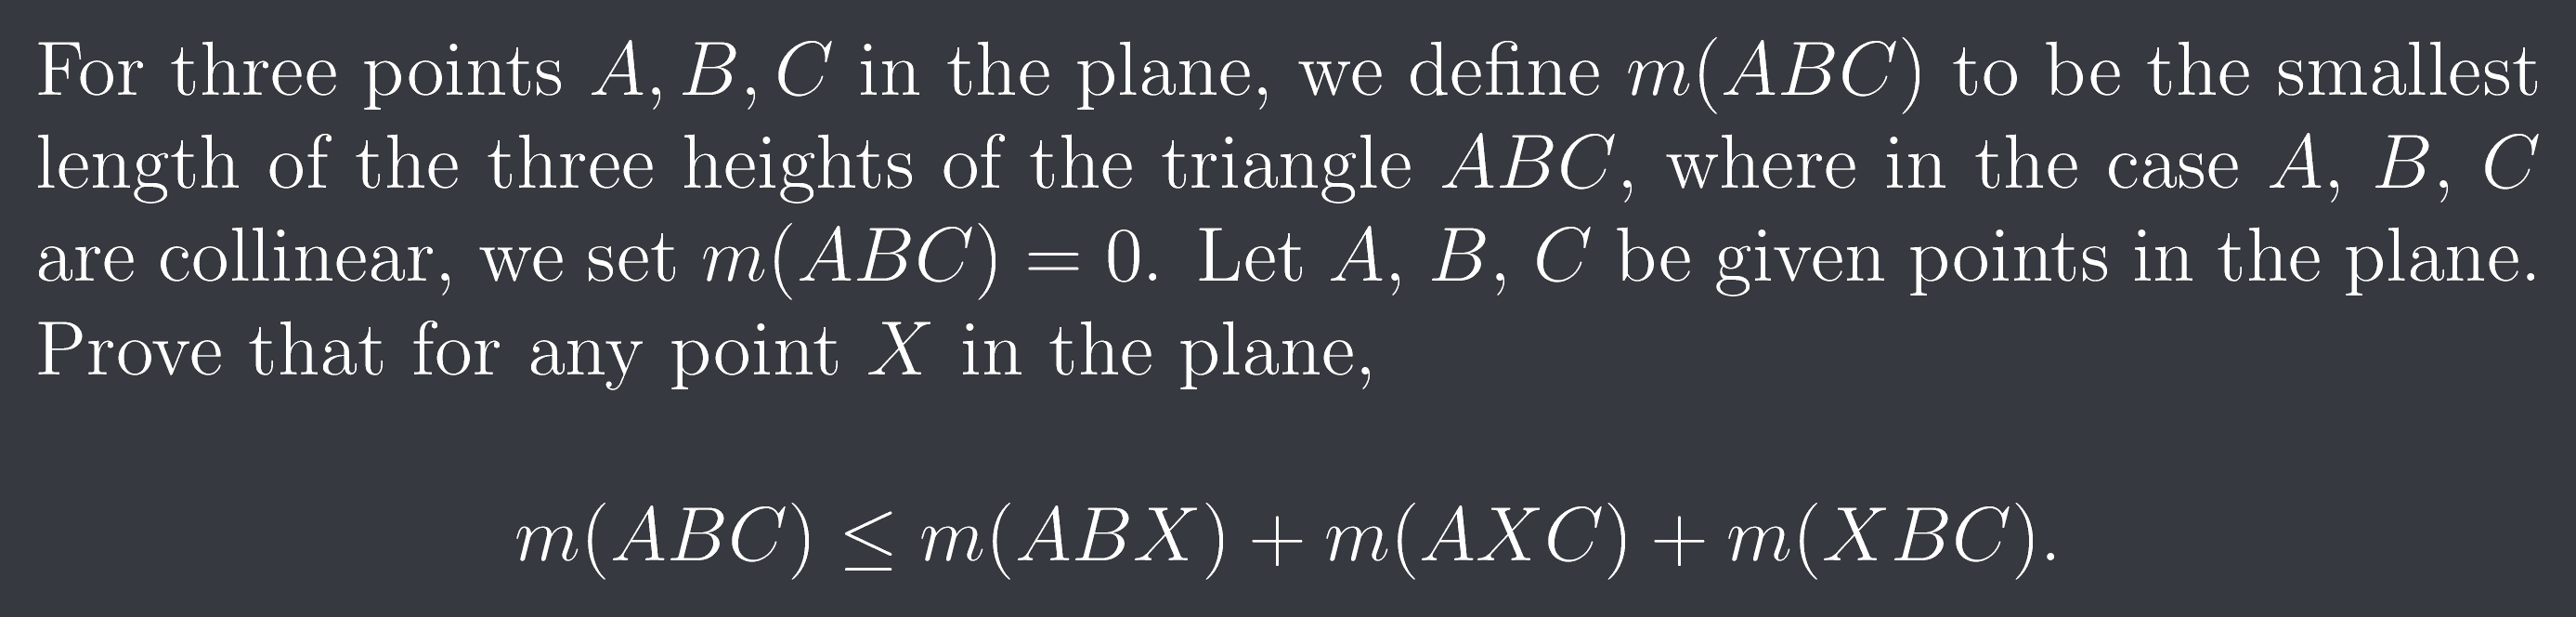 For three points A, B, C in the plane, we define m(ABC) to be the smallest
length of the three heights of the triangle ABC, where in the case A, B, C
are collinear, we set m(ABC) = 0. Let A, B, C be given points in the plane.
Prove that for any point X in the plane,
m(ABC) ≤ m(ABX) + m(AXC) + m(XBC).